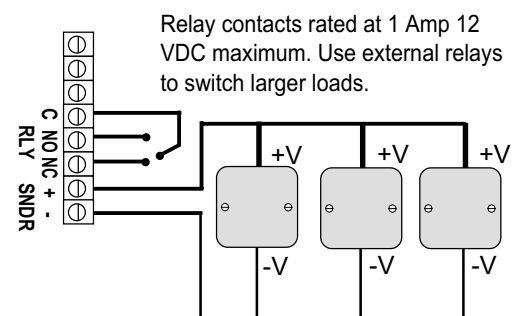 Relay contacts rated at 1 Amp 12
VDC maximum. Use external relays
to switch larger loads.
C NO NC + -
RLY SNDR
+V +V +V
-V -V -V